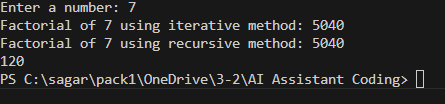 Enter a number: 7
Factorial of 7 using iterative method: 5040
Factorial of 7 using recursive method: 5040
120
PS C:\sagar\pack1\OneDrive\3-2\AI Assistant Coding>